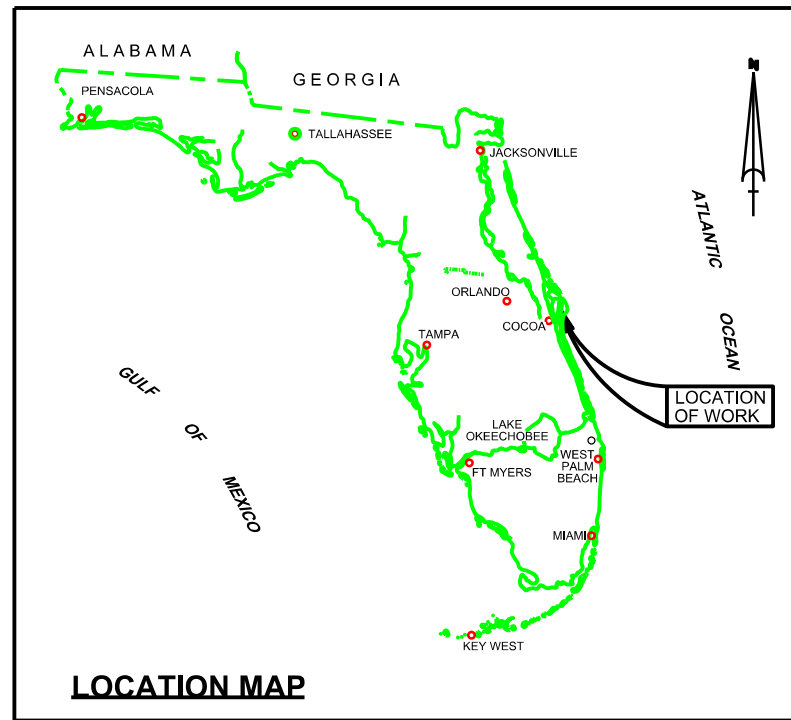 ALABAMA
GEORGIA
PENSACOLA
TALLAHASSEE
JACKSONVILLE
N
ATLANTIC
OCEAN
ORLANDO
COCOA
TAMPA
LOCATION
OF WORK
GULF
OF
MEXICO
LAKE
OKEECHOBEE
FT MYERS
WEST
PALM
BEACH
MIAMI
KEY WEST
LOCATION MAP